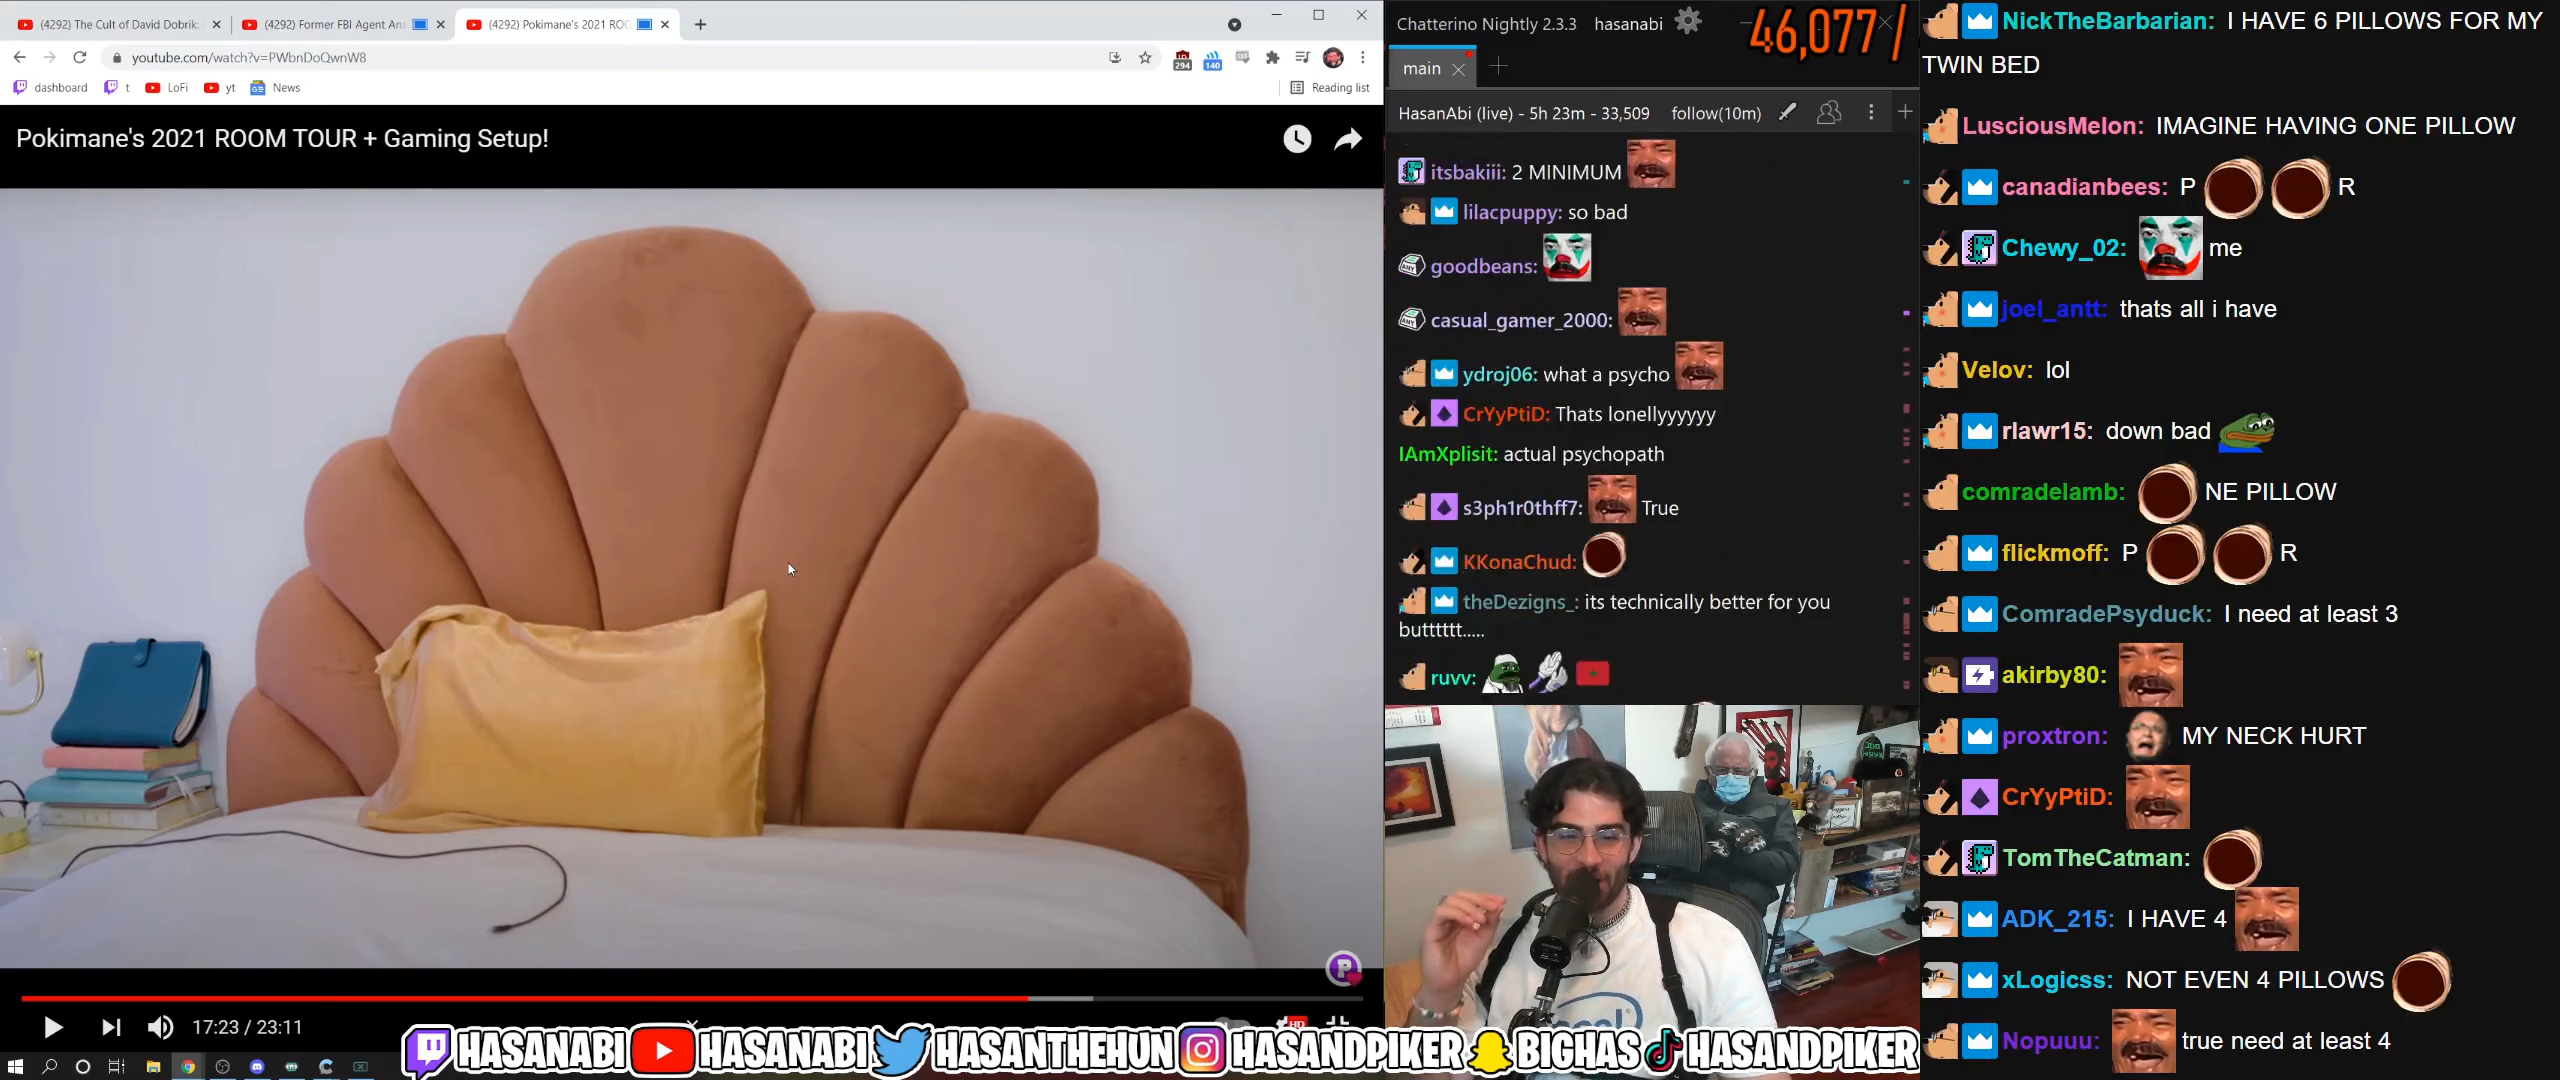 (4292) The Cult of David Dobrik:
(4292) Former FBI Agent Ans
(4292) Pokimane's 2021 ROO
youtube.com/watch?v=PWbnDoQwnW8
294
140
dashboard
t
LoFi
yt
News
Reading list
Pokimane's 2021 ROOM TOUR + Gaming Setup!
17:23 / 23:11
HD
Chatterino Nightly 2.3.3 hasanabi
46,077 /
main
HasanAbi (live) - 5h 23m - 33,509 follow(10m)
itsbakiii: 2 MINIMUM
lilacpuppy: so bad
goodbeans:
casual_gamer_2000:
ydroj06: what a psycho
CrYyPtiD: Thats lonellyyyyyy
IAmXplisit: actual psychopath
s3ph1r0thff7: True
KKonaChud:
theDezigns_: its technically better for you
buttttttt.....
ruvv:
HASANABI HASANABI HASANTHEHUN HASANDPIKER BIGHAS HASANDPIKER
NickTheBarbarian: I HAVE 6 PILLOWS FOR MY
TWIN BED
LusciousMelon: IMAGINE HAVING ONE PILLOW
canadianbees: P R
Chewy_02: me
joel_antt: thats all i have
Velov: lol
rlawr15: down bad
comradelamb: NE PILLOW
flickmoff: P R
ComradePsyduck: I need at least 3
akirby80:
proxtron: MY NECK HURT
CrYyPtiD:
TomTheCatman:
ADK_215: I HAVE 4
xLogicss: NOT EVEN 4 PILLOWS
Nopuuu: true need at least 4